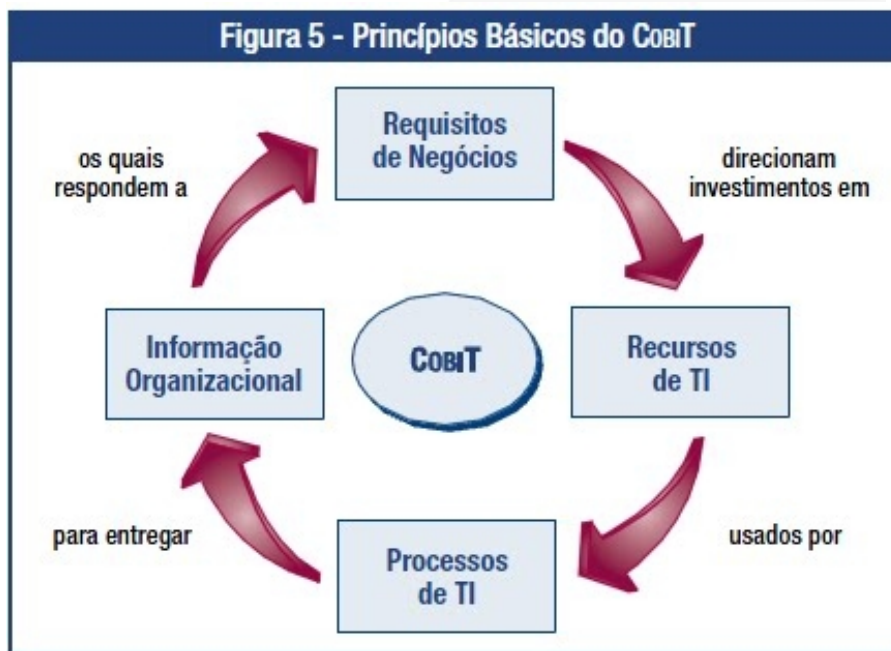 Figura 5 - Princípios Básicos do COBIT
Requisitos
de Negócios
os quais
respondem a
direcionam
investimentos em
Informação
Organizacional
COBIT
Recursos
de TI
para entregar
Processos
de TI
usados por